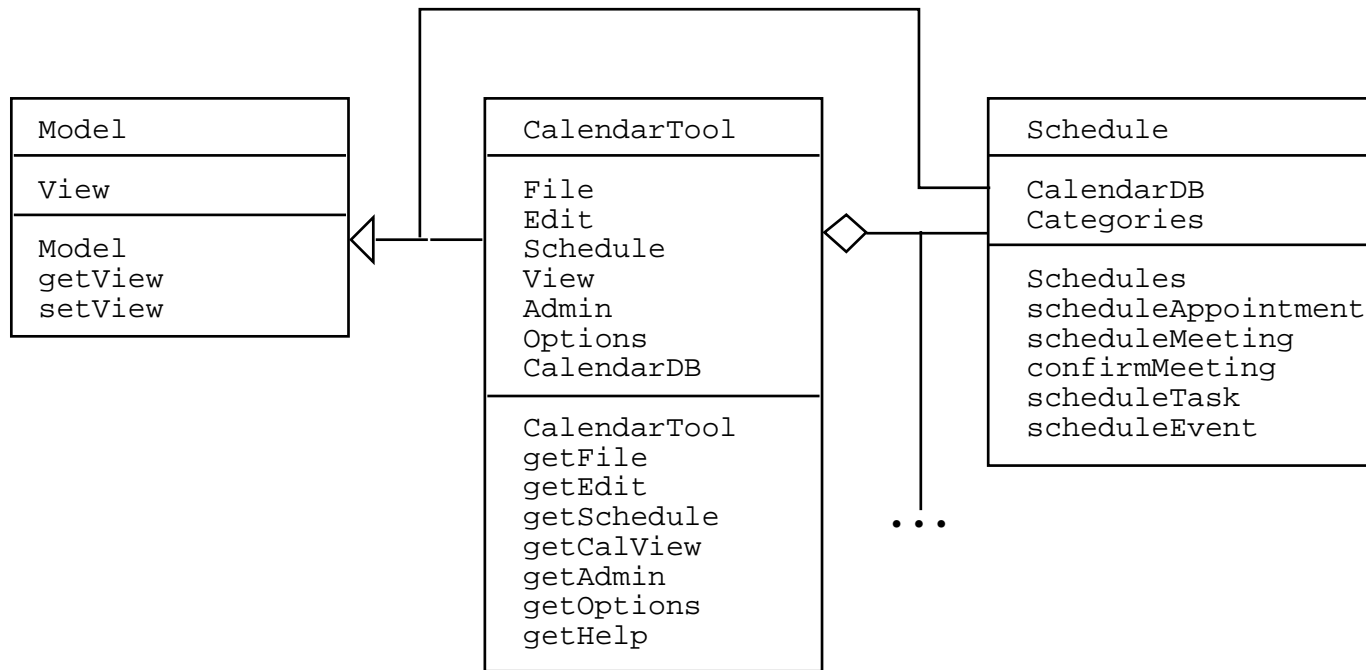 Model
View
Model
getView
setView
CalendarTool
File
Edit
Schedule
View
Admin
Options
CalendarDB
CalendarTool
getFile
getEdit
getSchedule
getCalView
getAdmin
getOptions
getHelp
Schedule
CalendarDB
Categories
Schedules
scheduleAppointment
scheduleMeeting
confirmMeeting
scheduleTask
scheduleEvent
...